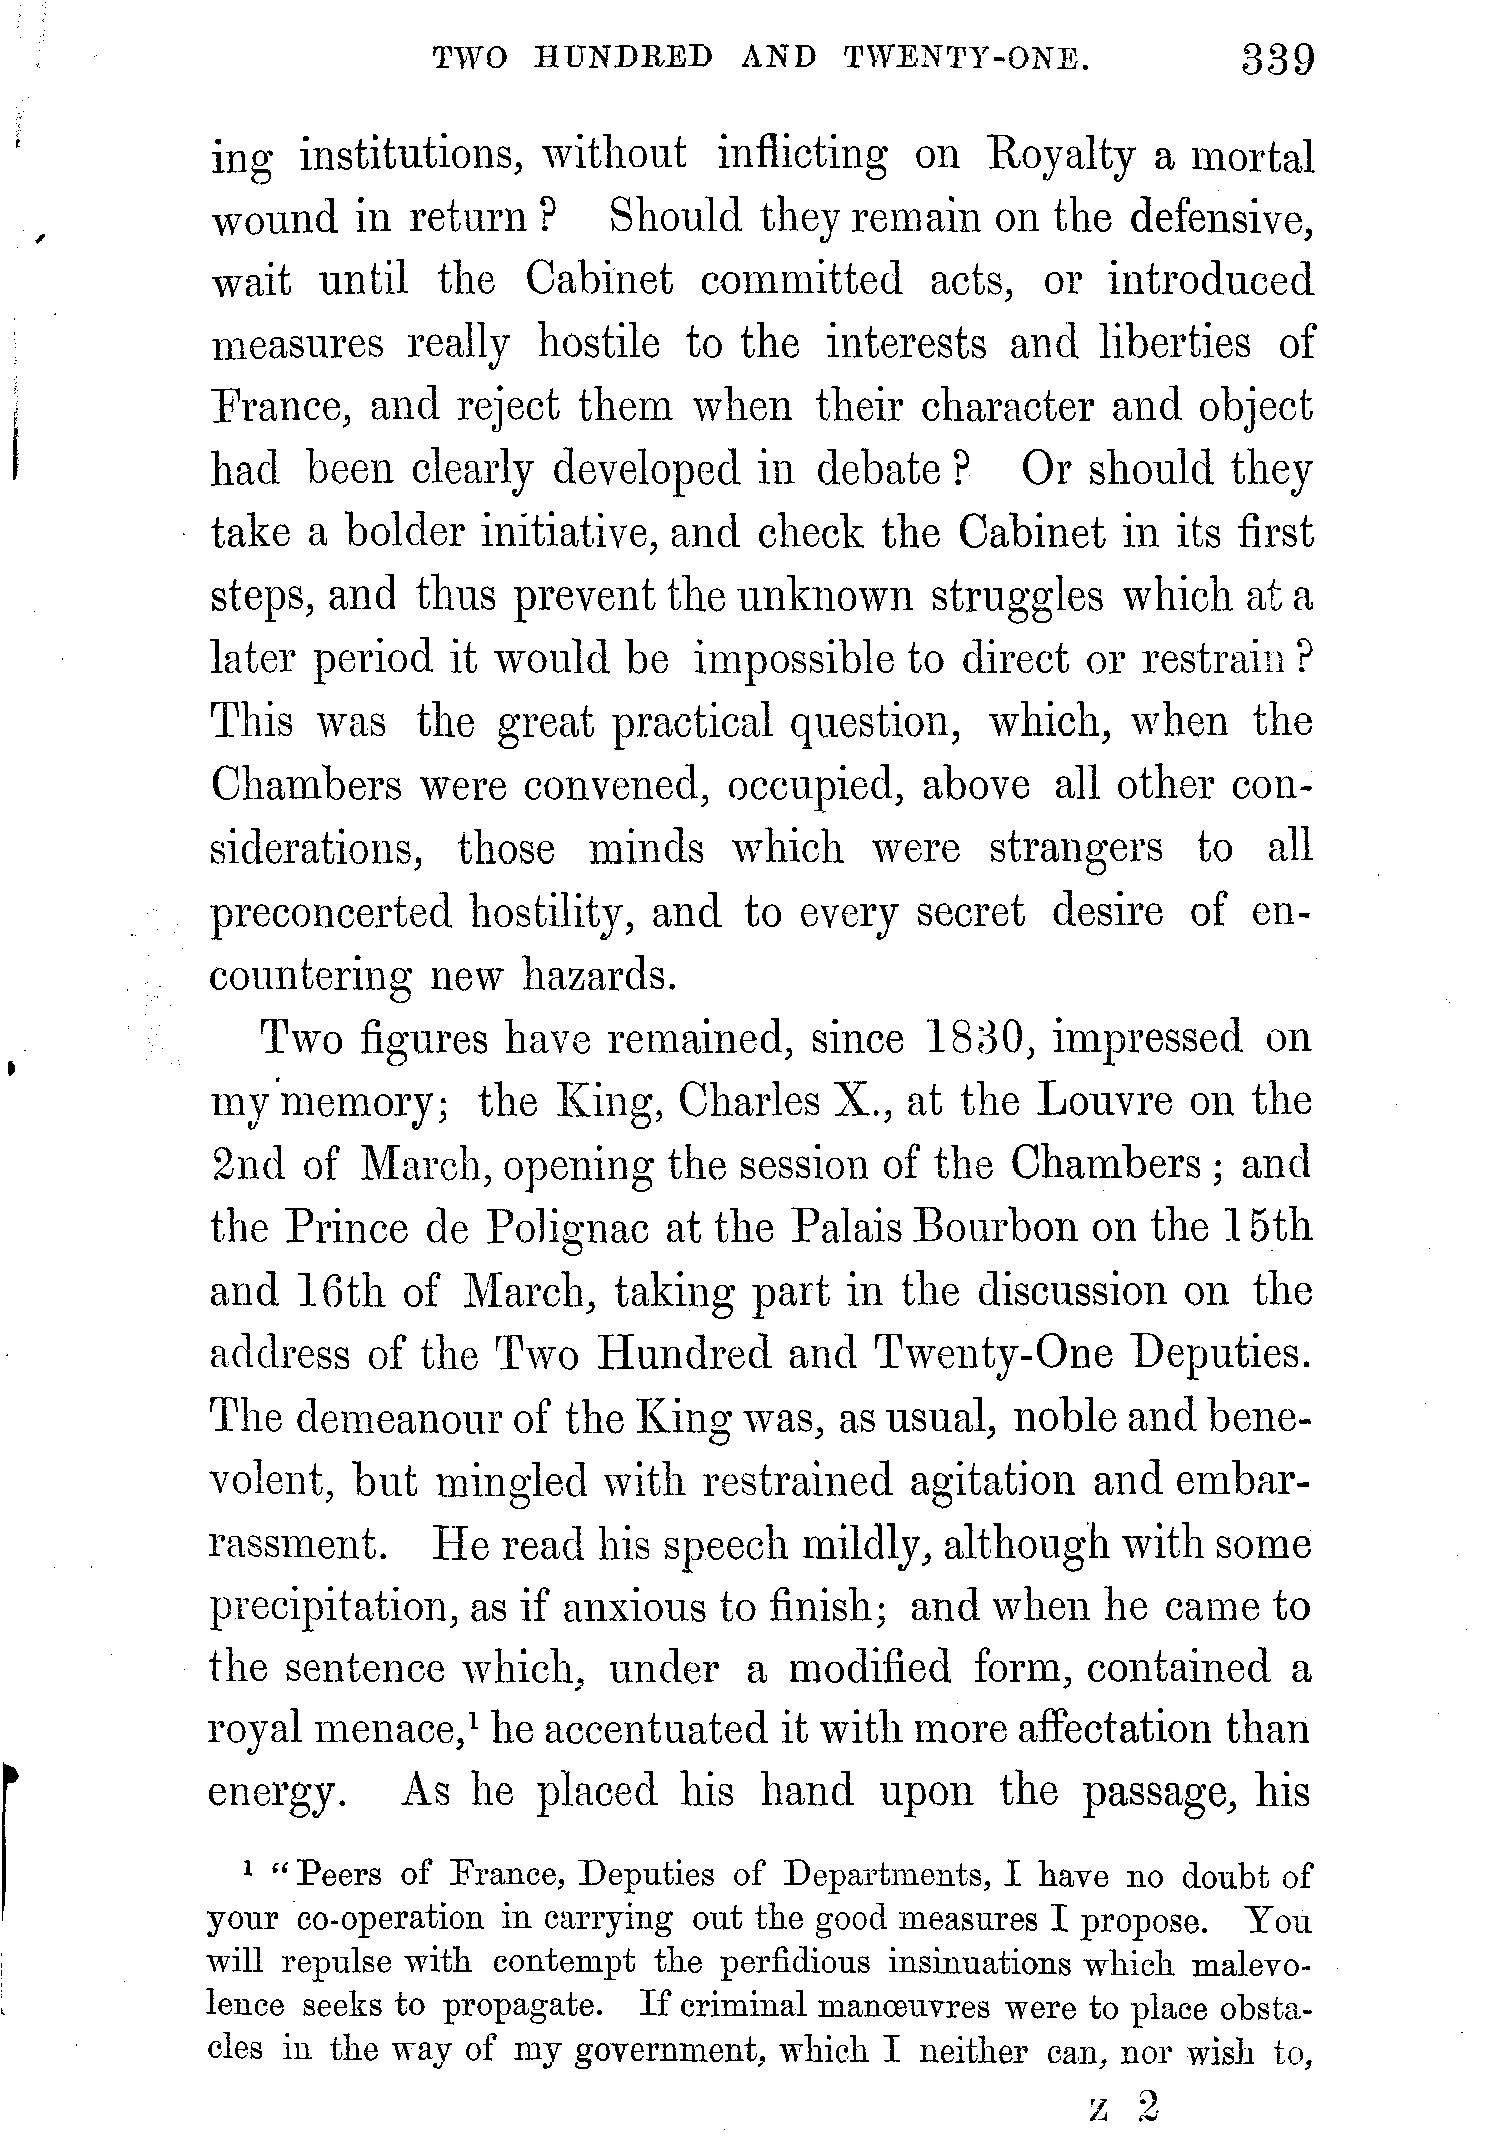 TWO HUNDRED AND TWENTY-ONE. 339
ing institutions, without inflicting on Royalty a mortal
wound in return ? Should they remain on the defensive,
wait until the Cabinet committed acts, or introduced
measures really hostile to the interests and liberties of
France, and reject them when their character and object
had been clearly developed in debate ? Or should they
take a bolder initiative, and check the Cabinet in its first
steps, and thus prevent the unknown struggles which at a
later period it would be impossible to direct or restrain ?
This was the great practical question, which, when the
Chambers were convened, occupied, above all other con-
siderations, those minds which were strangers to all
preconcerted hostility, and to every secret desire of en-
countering new hazards.
Two figures have remained, since 1830, impressed on
my memory; the King, Charles X., at the Louvre on the
2nd of March, opening the session of the Chambers ; and
the Prince de Polignac at the Palais Bourbon on the 15th
and 16th of March, taking part in the discussion on the
address of the Two Hundred and Twenty-One Deputies.
The demeanour of the King was, as usual, noble and bene-
volent, but mingled with restrained agitation and embar-
rassment. He read his speech mildly, although with some
precipitation, as if anxious to finish; and when he came to
the sentence which, under a modified form, contained a
royal menace,¹ he accentuated it with more affectation than
energy. As he placed his hand upon the passage, his
¹ “Peers of France, Deputies of Departments, I have no doubt of
your co-operation in carrying out the good measures I propose. You
will repulse with contempt the perfidious insinuations which malevo-
lence seeks to propagate. If criminal manœuvres were to place obsta-
cles in the way of my government, which I neither can, nor wish to,
Z 2